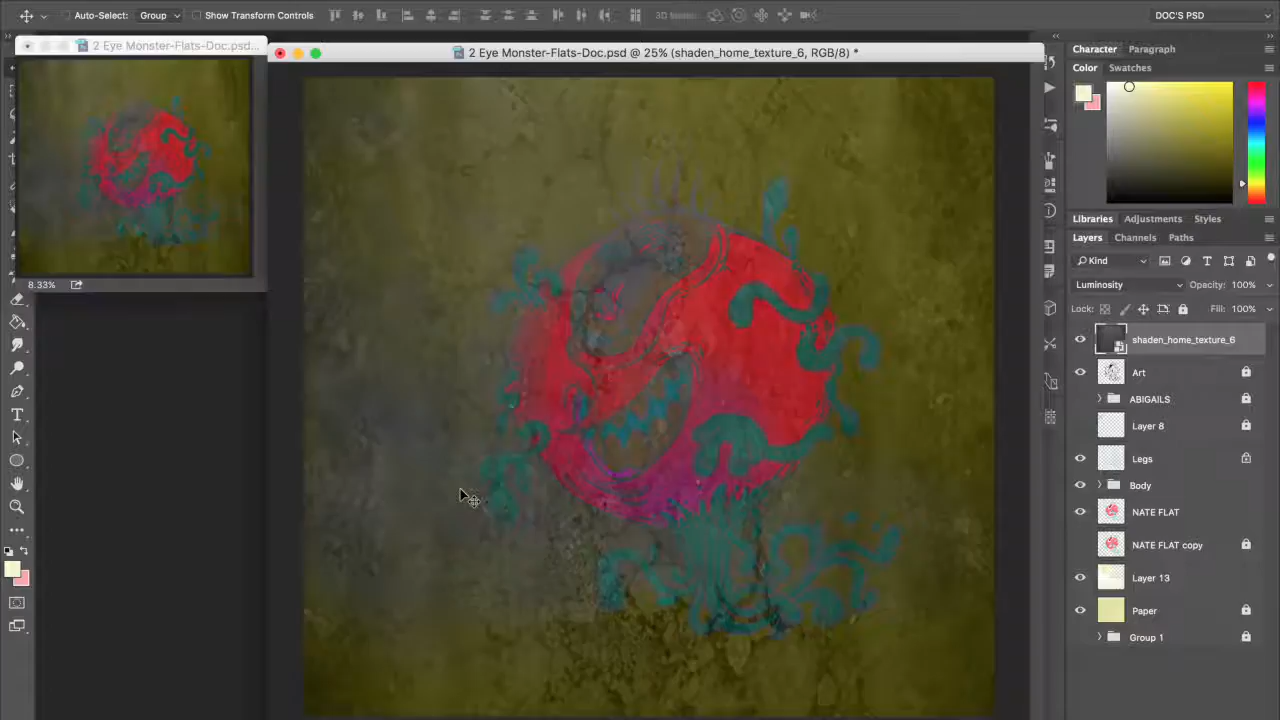 Auto-Select: Group Show Transform Controls 3D Mode: DOC'S PSD
2 Eye Monster-Flats-Doc.psd...
2 Eye Monster-Flats-Doc.psd @ 25% (shaden_home_texture_6, RGB/8) *
8.33%
Character Paragraph
Color Swatches
Libraries Adjustments Styles
Layers Channels Paths
Kind
Luminosity Opacity: 100%
Lock: Fill: 100%
shaden_home_texture_6
Art
ABIGAILS
Layer 8
Legs
Body
NATE FLAT
NATE FLAT copy
Layer 13
Paper
Group 1